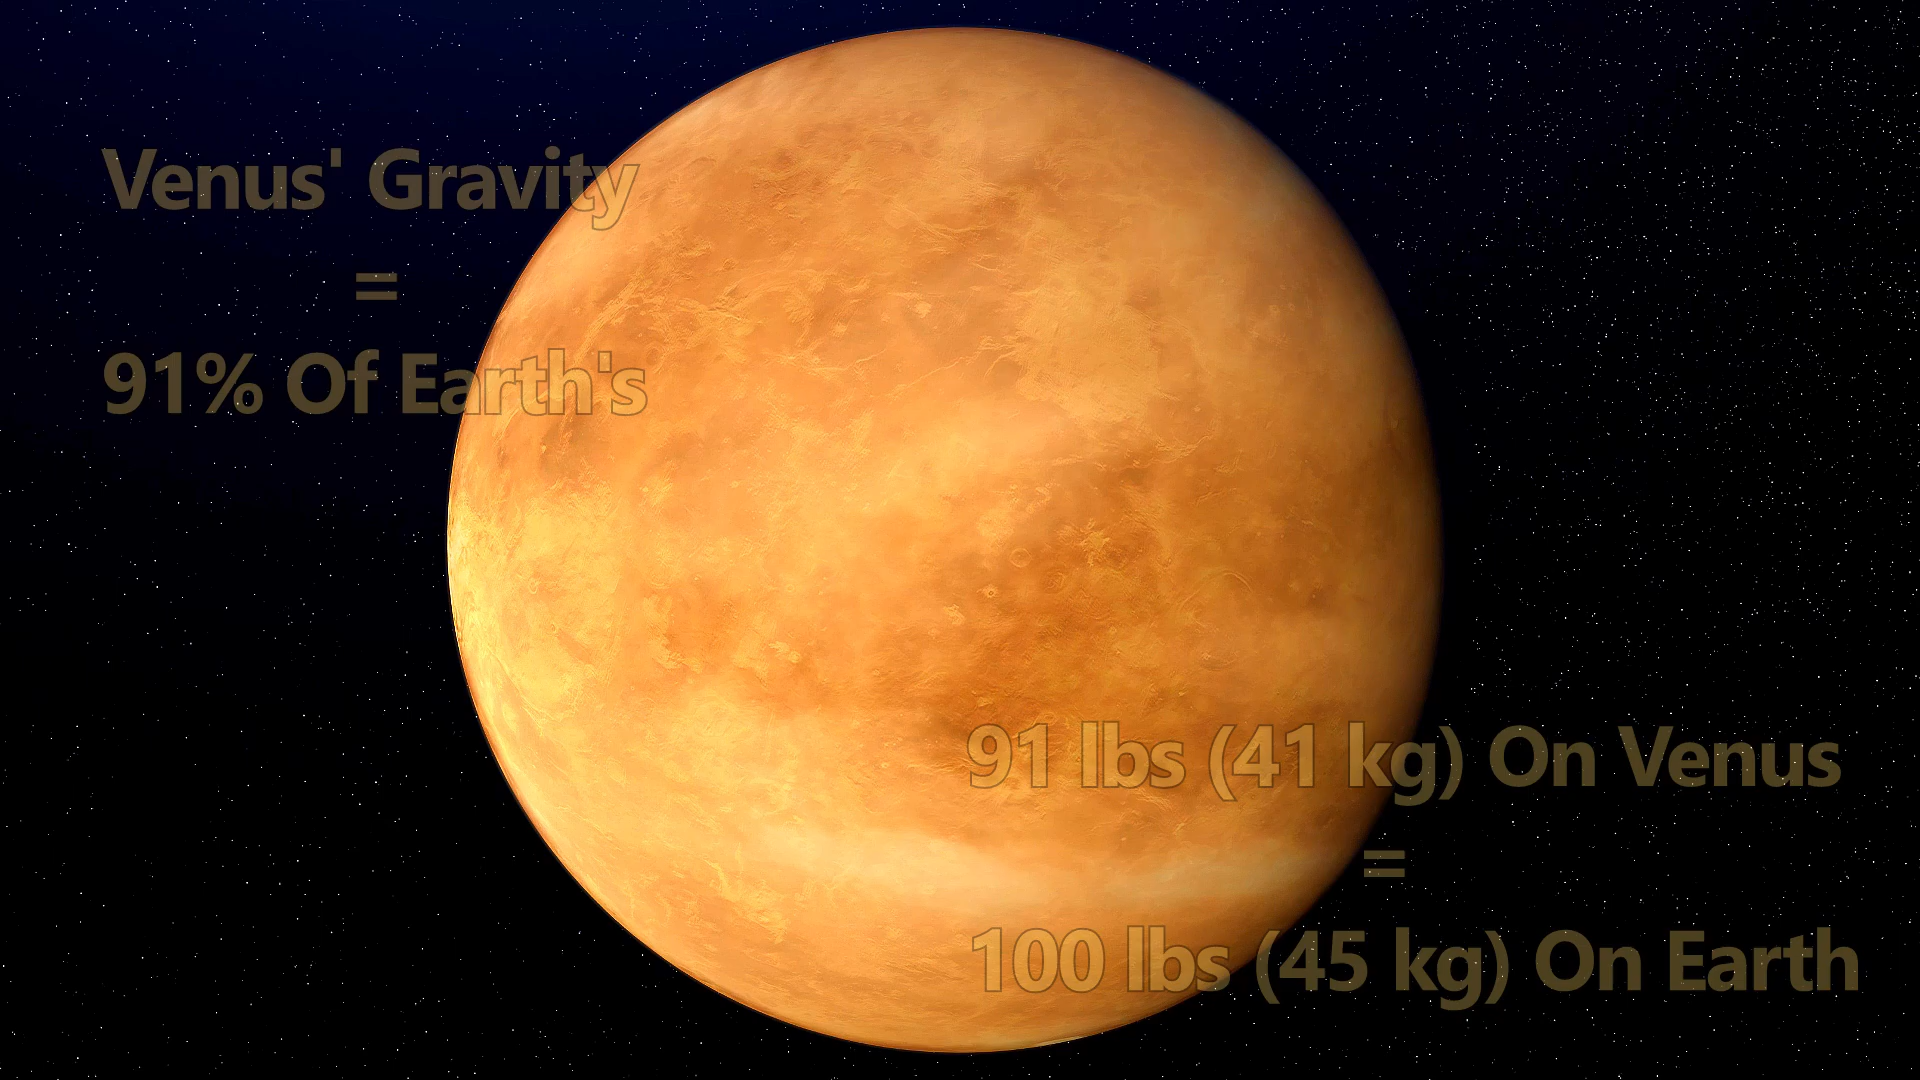 Venus' Gravity
=
91% Of Earth's
91 lbs (41 kg) On Venus
=
100 lbs (45 kg) On Earth